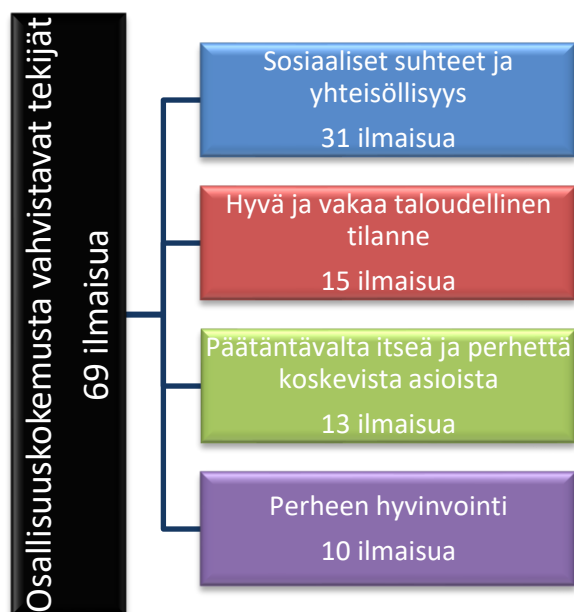 Osallisuuskokemusta vahvistavat tekijät
69 ilmaisua
Sosiaaliset suhteet ja
yhteisöllisyys
31 ilmaisua
Hyvä ja vakaa taloudellinen
tilanne
15 ilmaisua
Päätäntävalta itseä ja perhettä
koskevista asioista
13 ilmaisua
Perheen hyvinvointi
10 ilmaisua